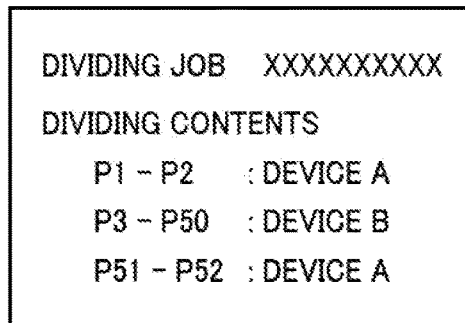 DIVIDING JOB XXXXXXXXXX
DIVIDING CONTENTS
P1 - P2 : DEVICE A
P3 - P50 : DEVICE B
P51 - P52 : DEVICE A